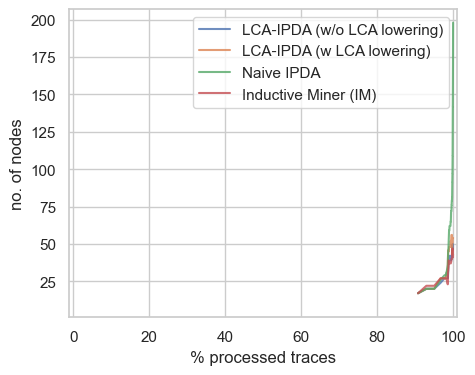 200
175
150
125
100
75
50
25
no. of nodes
LCA-IPDA (w/o LCA lowering)
LCA-IPDA (w LCA lowering)
Naive IPDA
Inductive Miner (IM)
0 20 40 60 80 100
% processed traces